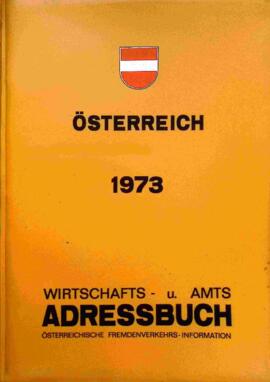 ÖSTERREICH
1973
WIRTSCHAFTS - u. AMTS
ADRESSBUCH
ÖSTERREICHISCHE FREMDENVERKEHRS-INFORMATION